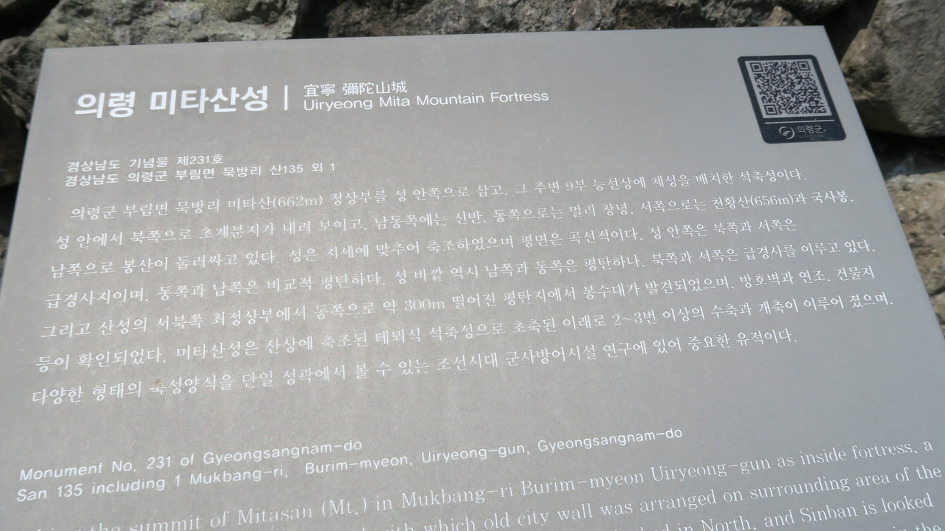 의령 미타산성
宜寧 彌陀山城
Uiryeong Mita Mountain Fortress
의령군
경상남도 기념물 제231호
경상남도 의령군 부림면 묵방리 산135 외 1
의령군 부림면 묵방리 미타산(662m) 정상부를 성 안쪽으로 삼고, 그 주변 9부 능선상에 체성을 배치한 석축성이다.
성 안에서 북쪽으로 초계분지가 내려 보이고, 남동쪽에는 신반, 동쪽으로는 멀리 창녕, 서쪽으로는 천황산(656m)과 국사봉,
남쪽으로 봉산이 둘러싸고 있다. 성은 지세에 맞추어 축조하였으며 평면은 곡선적이다. 성 안쪽은 북쪽과 서쪽은
급경사지이며, 동쪽과 남쪽은 비교적 평탄하다. 성 바깥 역시 남쪽과 동쪽은 평탄하나, 북쪽과 서쪽은 급경사를 이루고 있다.
그리고 산성의 서북쪽 최정상부에서 동쪽으로 약 300m 떨어진 평탄지에서 봉수대가 발견되었으며, 방호벽과 연조, 건물지
등이 확인되었다. 미타산성은 산상에 축조된 테뫼식 석축성으로 초축된 이래로 2~3번 이상의 수축과 개축이 이루어 졌으며,
다양한 형태의 축성양식을 단일 성곽에서 볼 수 있는 조선시대 군사방어시설 연구에 있어 중요한 유적이다.
Monument No. 231 of Gyeongsangnam-do
San 135 including 1 Mukbang-ri, Burim-myeon, Uiryeong-gun, Gyeongsangnam-do
the summit of Mitasan (Mt.) in Mukbang-ri Burim-myeon Uiryeong-gun as inside fortress, a
with which old city wall was arranged on surrounding area of the
in North, and Sinban is looked
in the